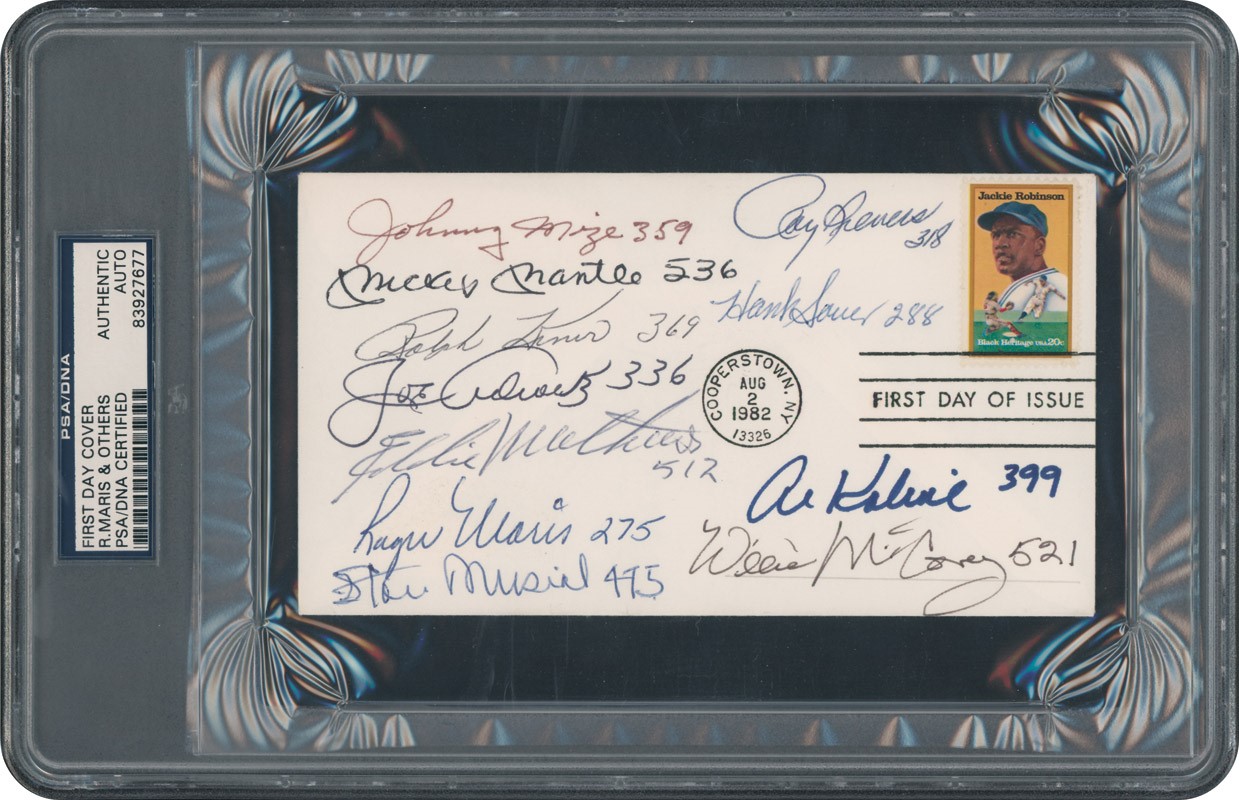 PSA/DNA
FIRST DAY COVER
R.MARIS & OTHERS
PSA/DNA CERTIFIED
AUTHENTIC
AUTO
83927677
Johnny Mize 359
Mickey Mantle 536
Ralph Kiner 369
Joe Adcock 336
Eddie Mathews
512
Roger Maris 275
Stan Musial 475
Roy Sievers
318
Hank Sauer 288
Jackie Robinson
Black Heritage USA 20c
COOPERSTOWN, NY
AUG
2
1982
13326
FIRST DAY OF ISSUE
Al Kaline 399
Willie McCovey 521